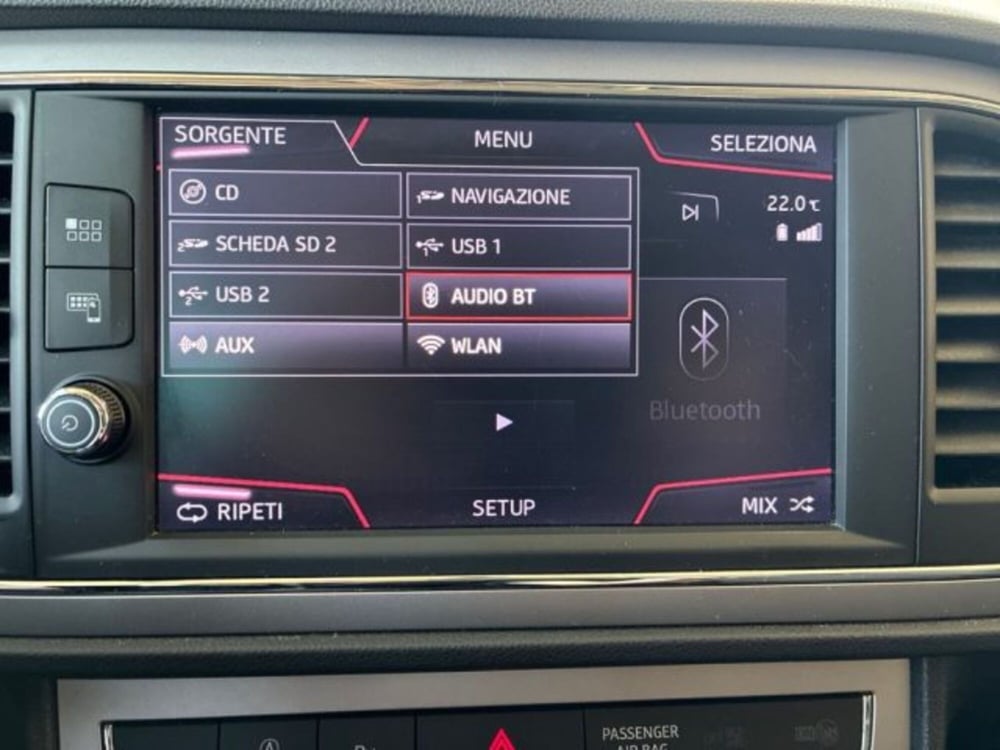 SORGENTE MENU SELEZIONA
CD NAVIGAZIONE
22.0℃
SCHEDA SD 2 USB 1
USB 2 AUDIO BT
AUX WLAN
Bluetooth
RIPETI SETUP MIX
PASSENGER
AIR BAG